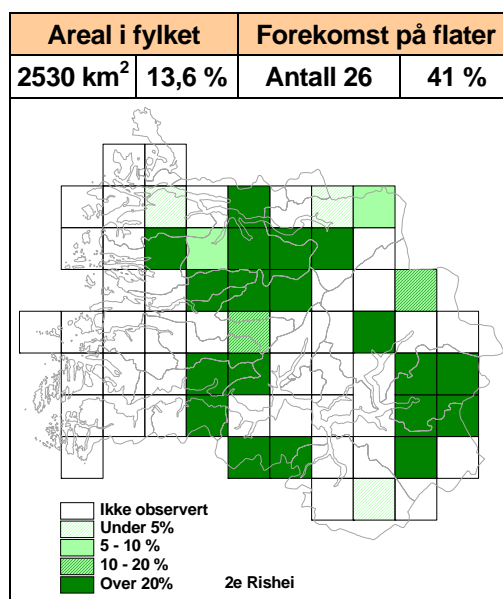 Areal i fylket Forekomst på flater
2530 km² 13,6 % Antall 26 41 %
Ikke observert
Under 5%
5 - 10 %
10 - 20 %
Over 20% 2e Rishei